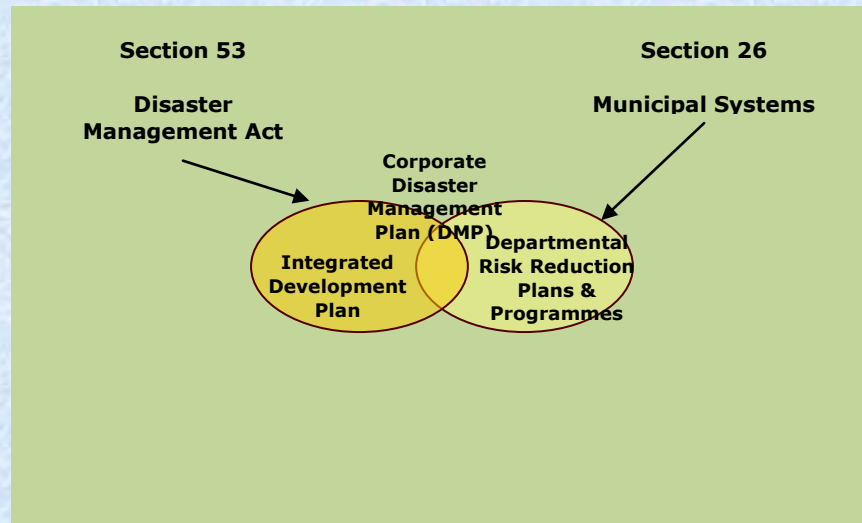 Section 53
Disaster
Management Act
Section 26
Municipal Systems
Corporate
Disaster
Management
Plan (DMP)
Integrated
Development
Plan
Departmental
Risk Reduction
Plans &
Programmes